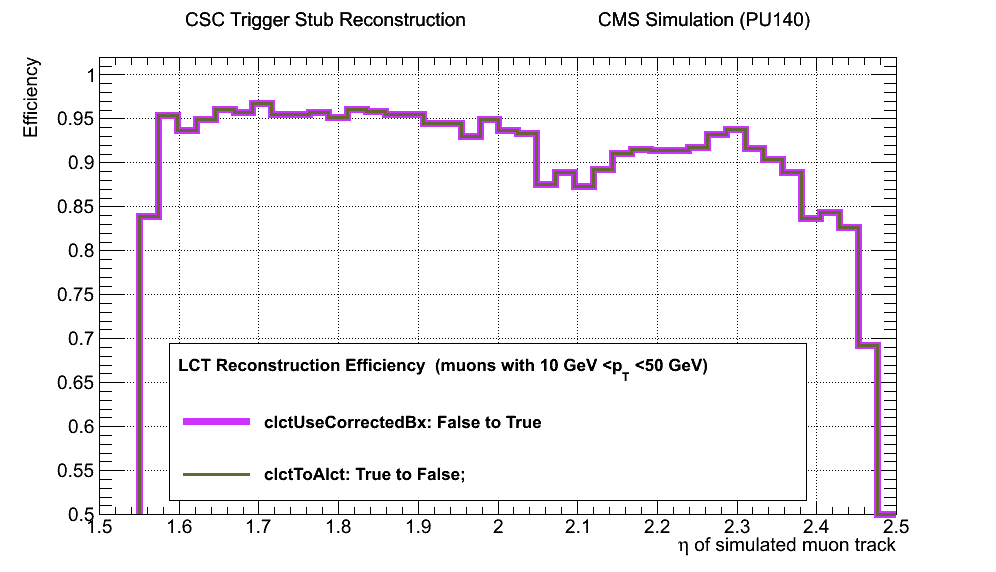 CSC Trigger Stub Reconstruction CMS Simulation (PU140)
Efficiency
1
0.95
0.9
0.85
0.8
0.75
0.7
0.65
0.6
0.55
0.5
LCT Reconstruction Efficiency (muons with 10 GeV <pT <50 GeV)
clctUseCorrectedBx: False to True
clctToAlct: True to False;
1.5 1.6 1.7 1.8 1.9 2 2.1 2.2 2.3 2.4 2.5
η of simulated muon track